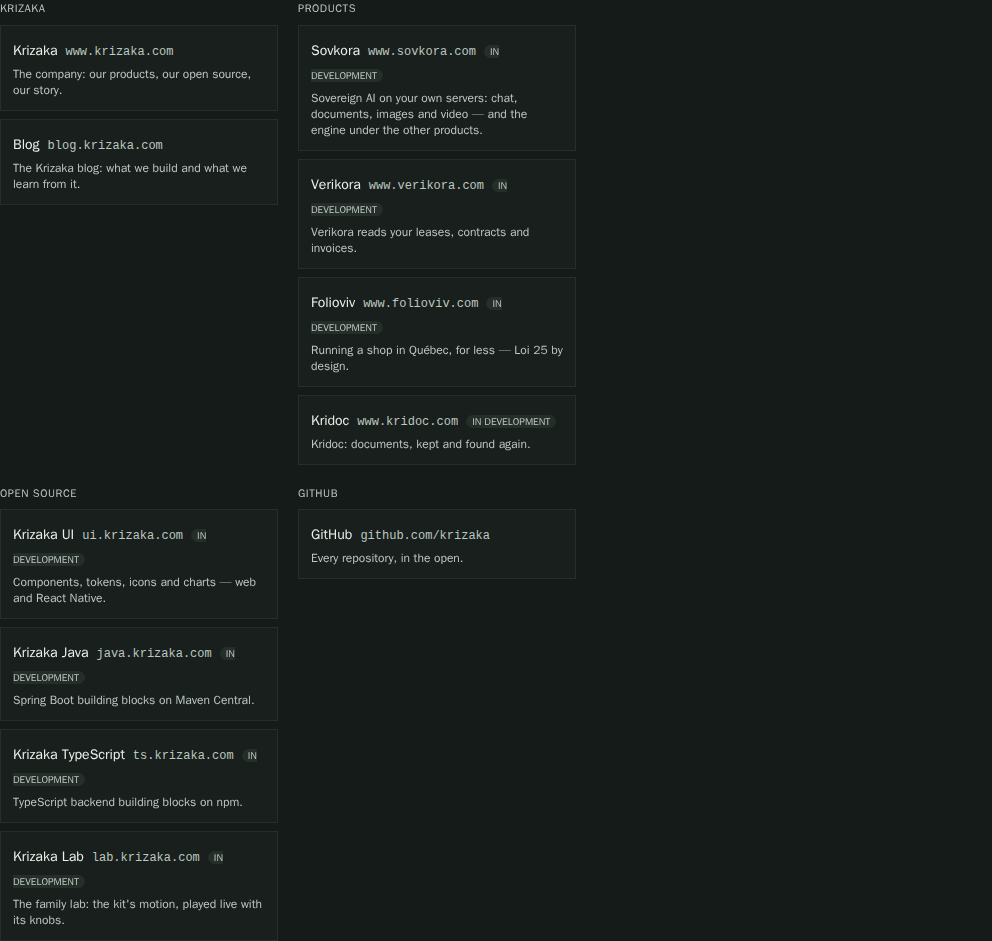 KRIZAKA
Krizaka www.krizaka.com
The company: our products, our open source,
our story.
Blog blog.krizaka.com
The Krizaka blog: what we build and what we
learn from it.
PRODUCTS
Sovkora www.sovkora.com IN
DEVELOPMENT
Sovereign AI on your own servers: chat,
documents, images and video — and the
engine under the other products.
Verikora www.verikora.com IN
DEVELOPMENT
Verikora reads your leases, contracts and
invoices.
Folioviv www.folioviv.com IN
DEVELOPMENT
Running a shop in Québec, for less — Loi 25 by
design.
Kridoc www.kridoc.com IN DEVELOPMENT
Kridoc: documents, kept and found again.
OPEN SOURCE
Krizaka UI ui.krizaka.com IN
DEVELOPMENT
Components, tokens, icons and charts — web
and React Native.
Krizaka Java java.krizaka.com IN
DEVELOPMENT
Spring Boot building blocks on Maven Central.
Krizaka TypeScript ts.krizaka.com IN
DEVELOPMENT
TypeScript backend building blocks on npm.
Krizaka Lab lab.krizaka.com IN
DEVELOPMENT
The family lab: the kit's motion, played live with
its knobs.
GITHUB
GitHub github.com/krizaka
Every repository, in the open.